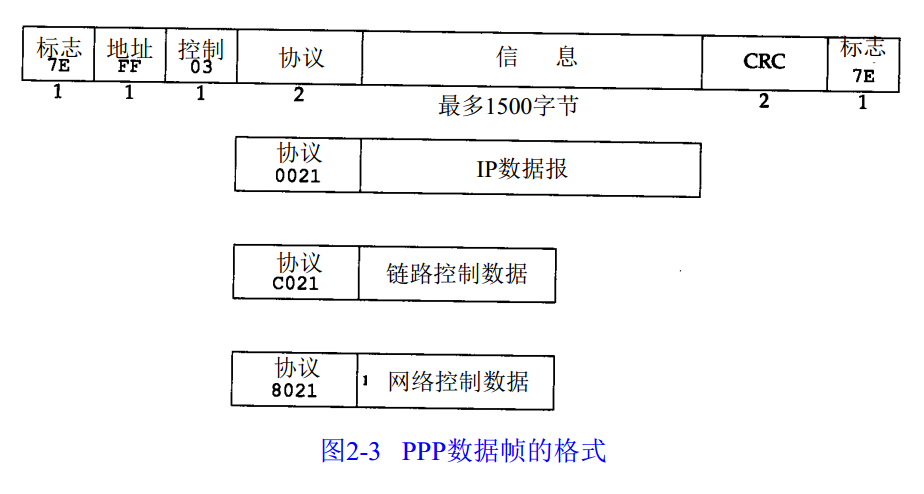 标志 地址 控制 协议 信 息 CRC 标志
7E FF 03 7E
1 1 1 2 最多1500字节 2 1
协议 IP数据报
0021
协议 链路控制数据
C021
协议 1 网络控制数据
8021
图2-3 PPP数据帧的格式